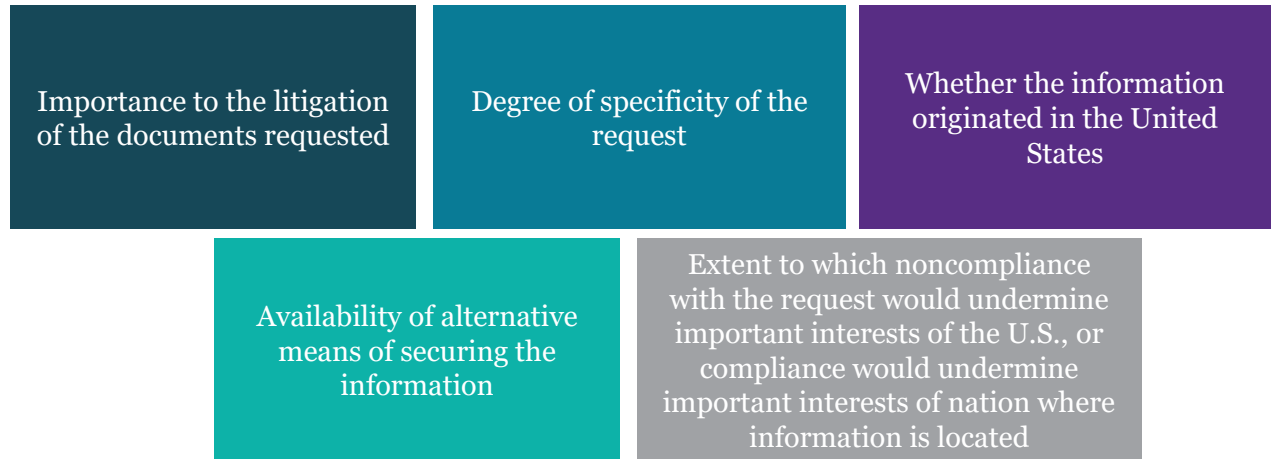 Importance to the litigation
of the documents requested
Degree of specificity of the
request
Whether the information
originated in the United
States
Availability of alternative
means of securing the
information
Extent to which noncompliance
with the request would undermine
important interests of the U.S., or
compliance would undermine
important interests of nation where
information is located